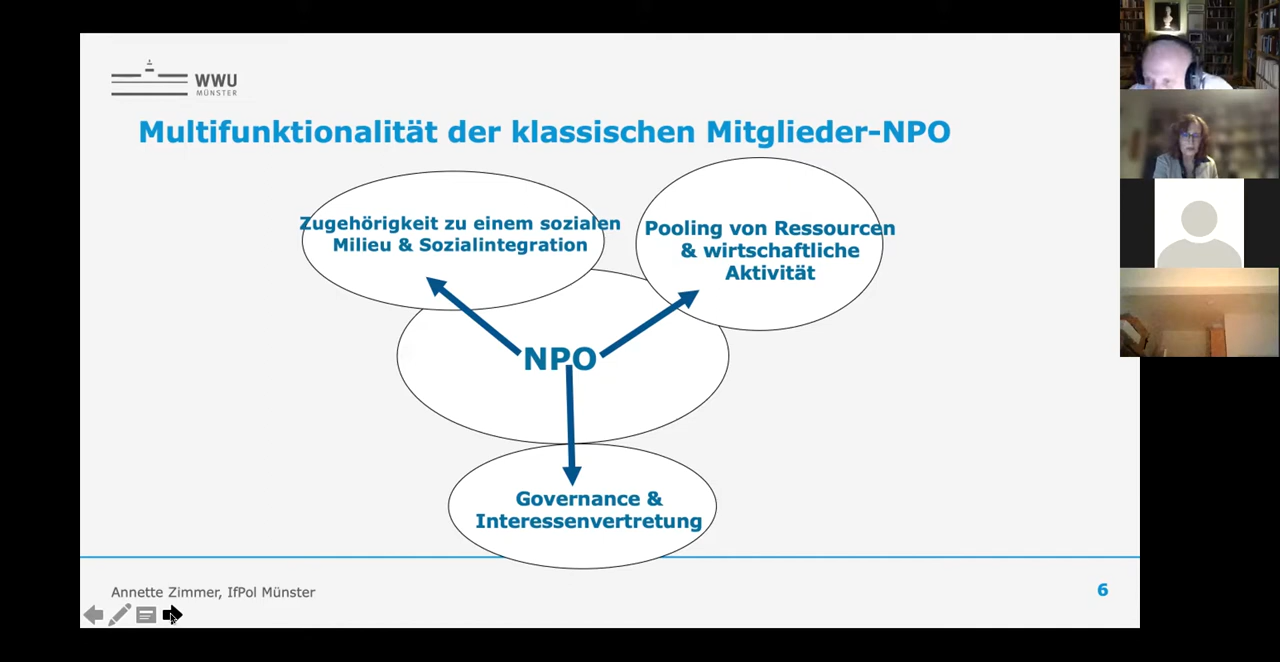 WWU
MÜNSTER
Multifunktionalität der klassischen Mitglieder-NPO
Zugehörigkeit zu einem sozialen
Milieu & Sozialintegration
Pooling von Ressourcen
& wirtschaftliche
Aktivität
NPO
Governance &
Interessenvertretung
Annette Zimmer, IfPol Münster
6